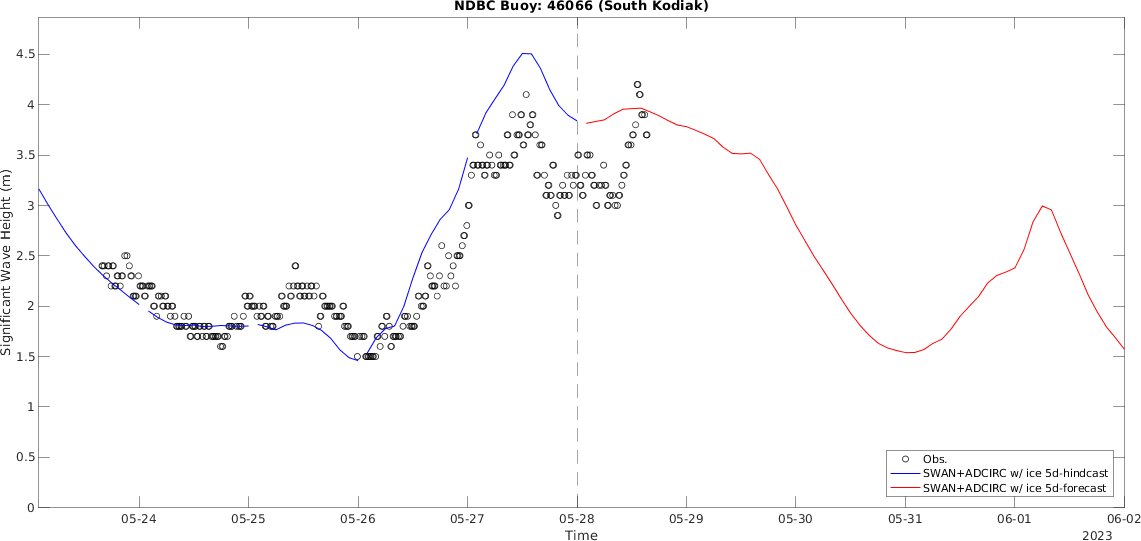 NDBC Buoy: 46066 (South Kodiak)
Significant Wave Height (m)
4.5
4
3.5
3
2.5
2
1.5
1
0.5
0
Obs.
SWAN+ADCIRC w/ ice 5d-hindcast
SWAN+ADCIRC w/ ice 5d-forecast
05-24 05-25 05-26 05-27 05-28 05-29 05-30 05-31 06-01 06-02
Time
2023